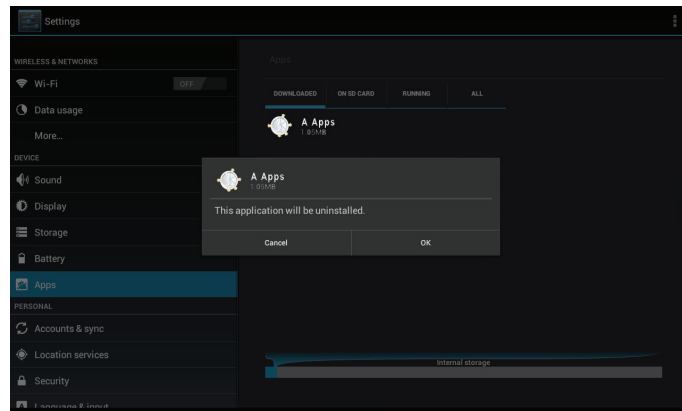 Settings
WIRELESS & NETWORKS
Wi-Fi
OFF
Data usage
More...
DEVICE
Sound
Display
Storage
Battery
Apps
PERSONAL
Accounts & sync
Location services
Security
Language & input
Apps
DOWNLOADED ON SD CARD RUNNING ALL
A Apps
1.05MB
A Apps
1.05MB
This application will be uninstalled.
Cancel OK
Internal storage